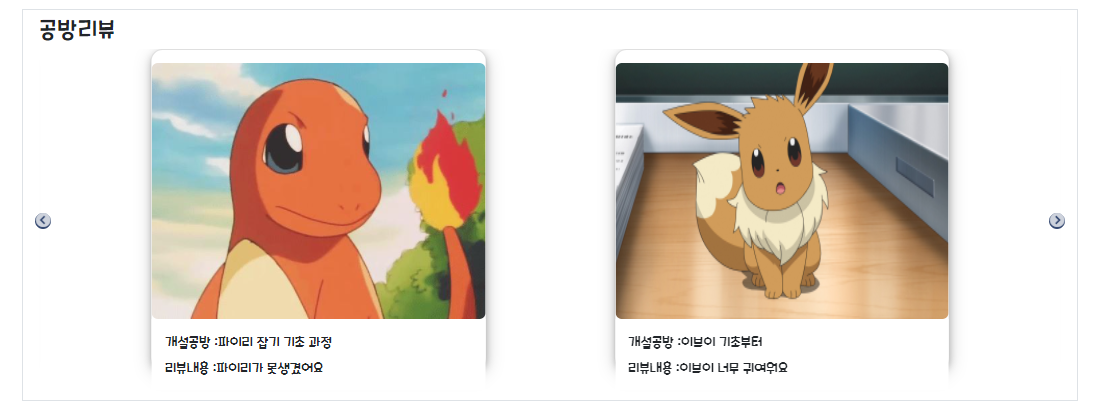 공방리뷰
개설공방 :파이리 잡기 기초 과정
리뷰내용 :파이리가 못생겼어요
개설공방 :이브이 기초부터
리뷰내용 :이브이 너무 귀여워요